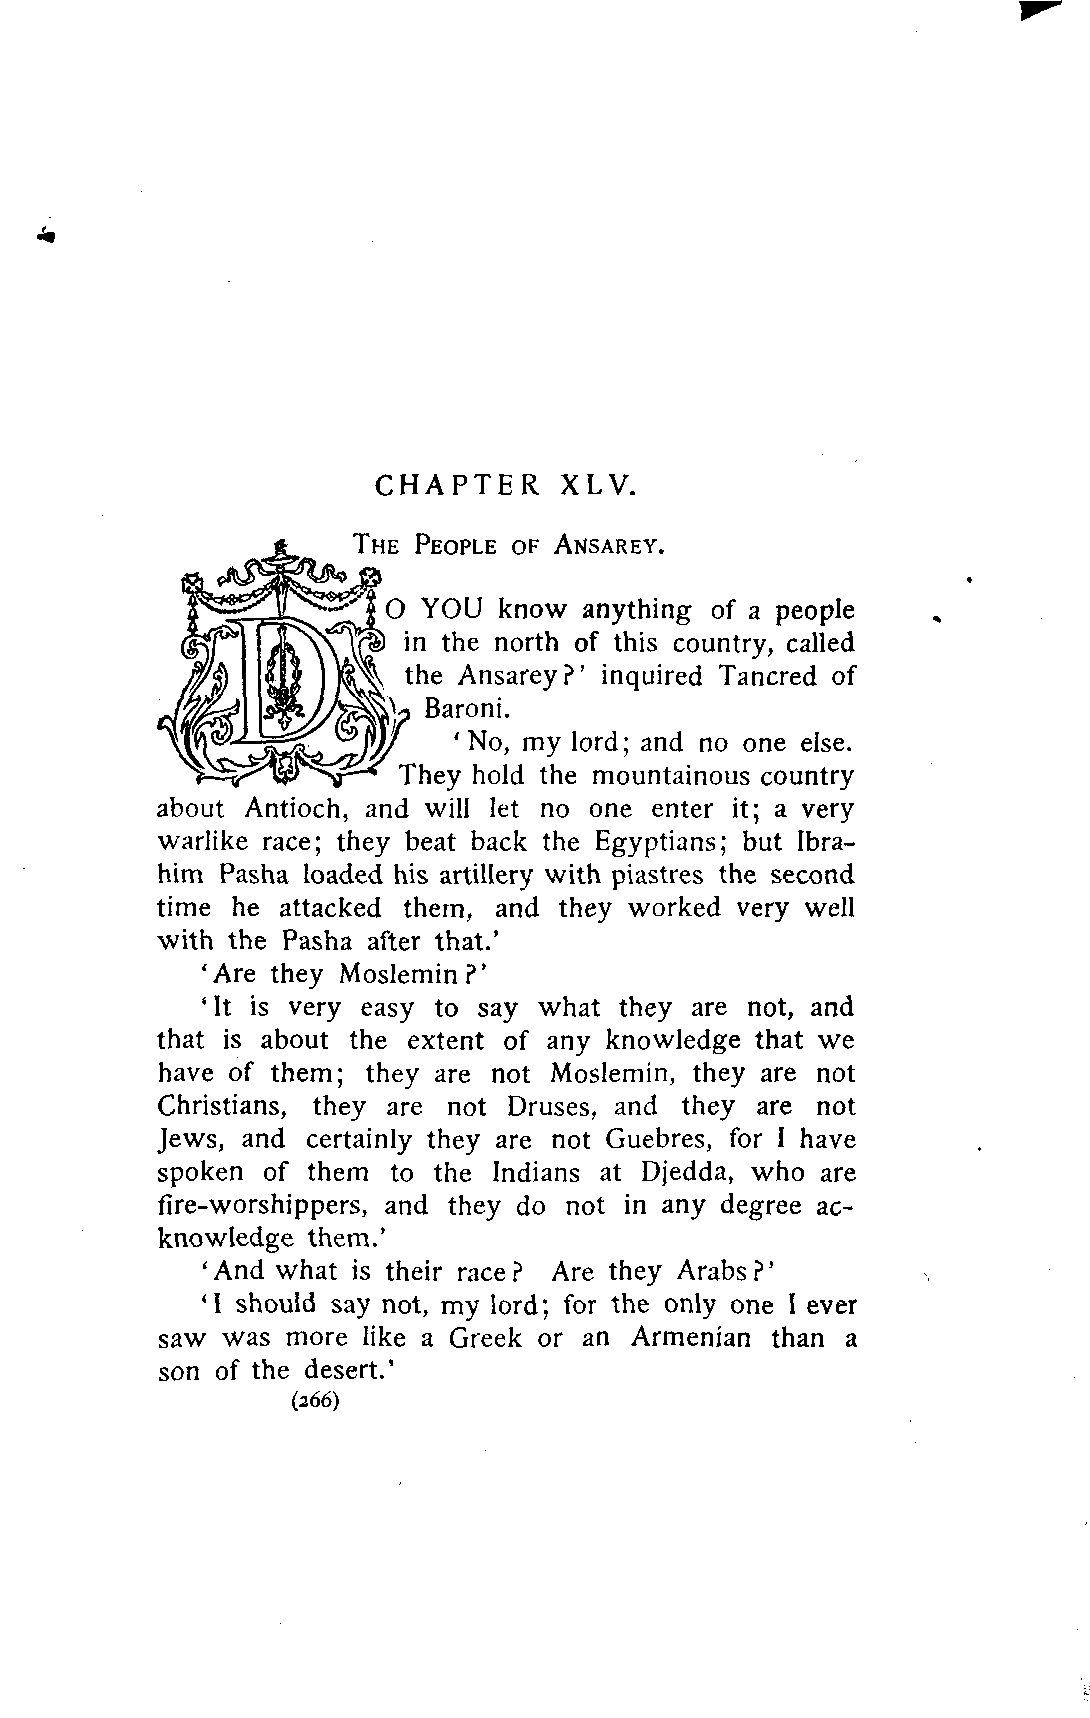 CHAPTER XLV.
THE PEOPLE OF ANSAREY.
DO YOU know anything of a people
in the north of this country, called
the Ansarey?' inquired Tancred of
Baroni.
'No, my lord; and no one else.
They hold the mountainous country
about Antioch, and will let no one enter it; a very
warlike race; they beat back the Egyptians; but Ibra-
him Pasha loaded his artillery with piastres the second
time he attacked them, and they worked very well
with the Pasha after that.'
'Are they Moslemin?'
'It is very easy to say what they are not, and
that is about the extent of any knowledge that we
have of them; they are not Moslemin, they are not
Christians, they are not Druses, and they are not
Jews, and certainly they are not Guebres, for I have
spoken of them to the Indians at Djedda, who are
fire-worshippers, and they do not in any degree ac-
knowledge them.'
'And what is their race? Are they Arabs?'
'I should say not, my lord; for the only one I ever
saw was more like a Greek or an Armenian than a
son of the desert.'
(266)